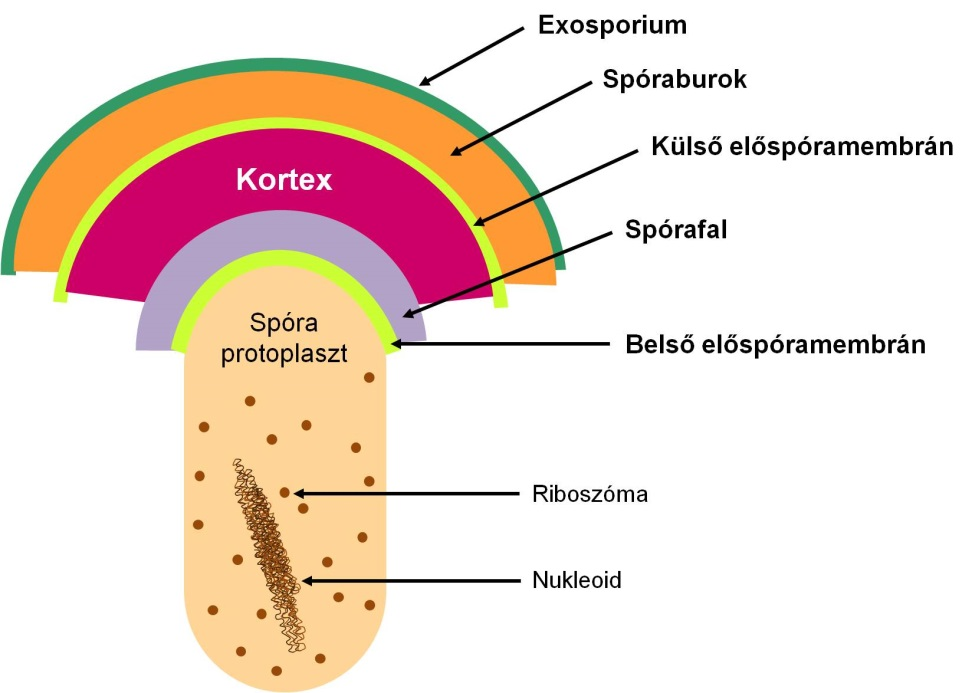 Exosporium
Spóraburok
Külső előspóramembrán
Kortex
Spórafal
Spóra
protoplaszt
Belső előspóramembrán
Riboszóma
Nukleoid